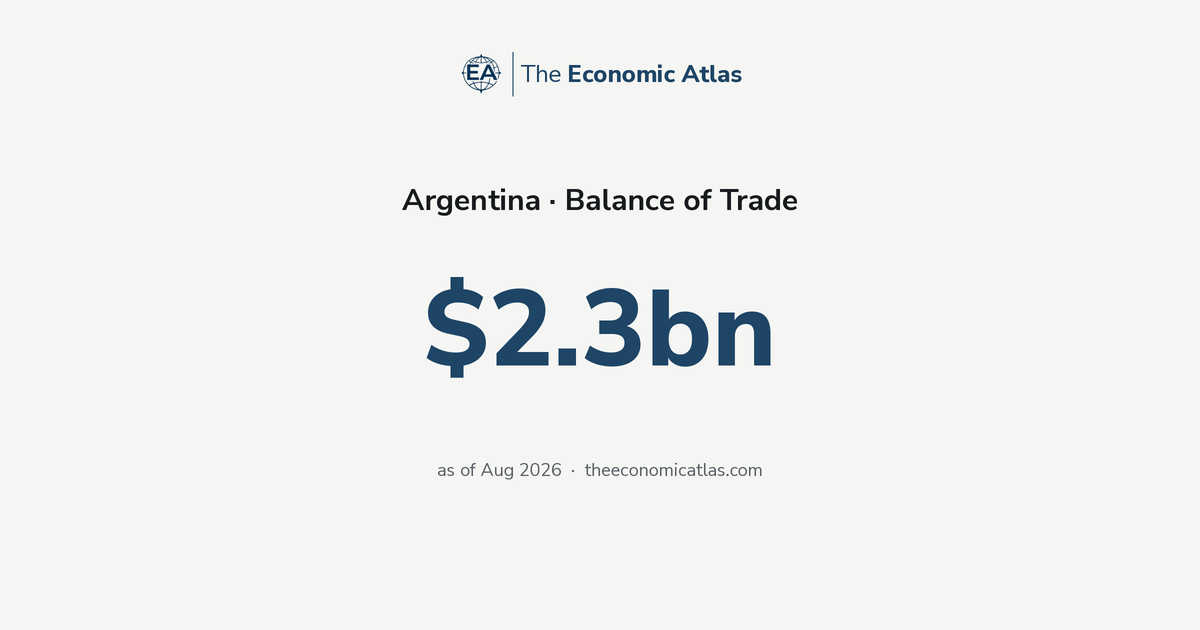 EA The Economic Atlas
Argentina · Balance of Trade
$2.3bn
as of Aug 2026 · theeconomicatlas.com